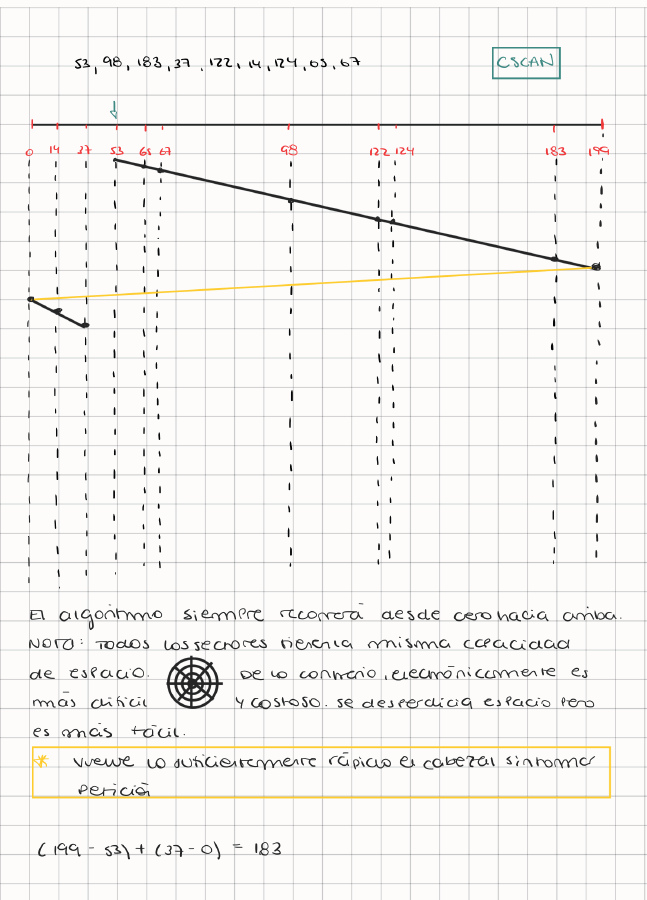 53, 98, 183, 37, 122, 14, 124, 65, 67
CSCAN
0 14 37 53 65 67 98 122 124 183 199
El algoritmo siempre recorrerá desde cero hacia arriba.
NOTA: Todos los sectores tienen la misma capacidad
de espacio. De lo contrario, electrónicamente es
más difícil y costoso. se desperdicia espacio pero
es más fácil.
* vuelve lo suficientemente rápido el cabezal sin tomar
petición
(199 - 53) + (37 - 0) = 183